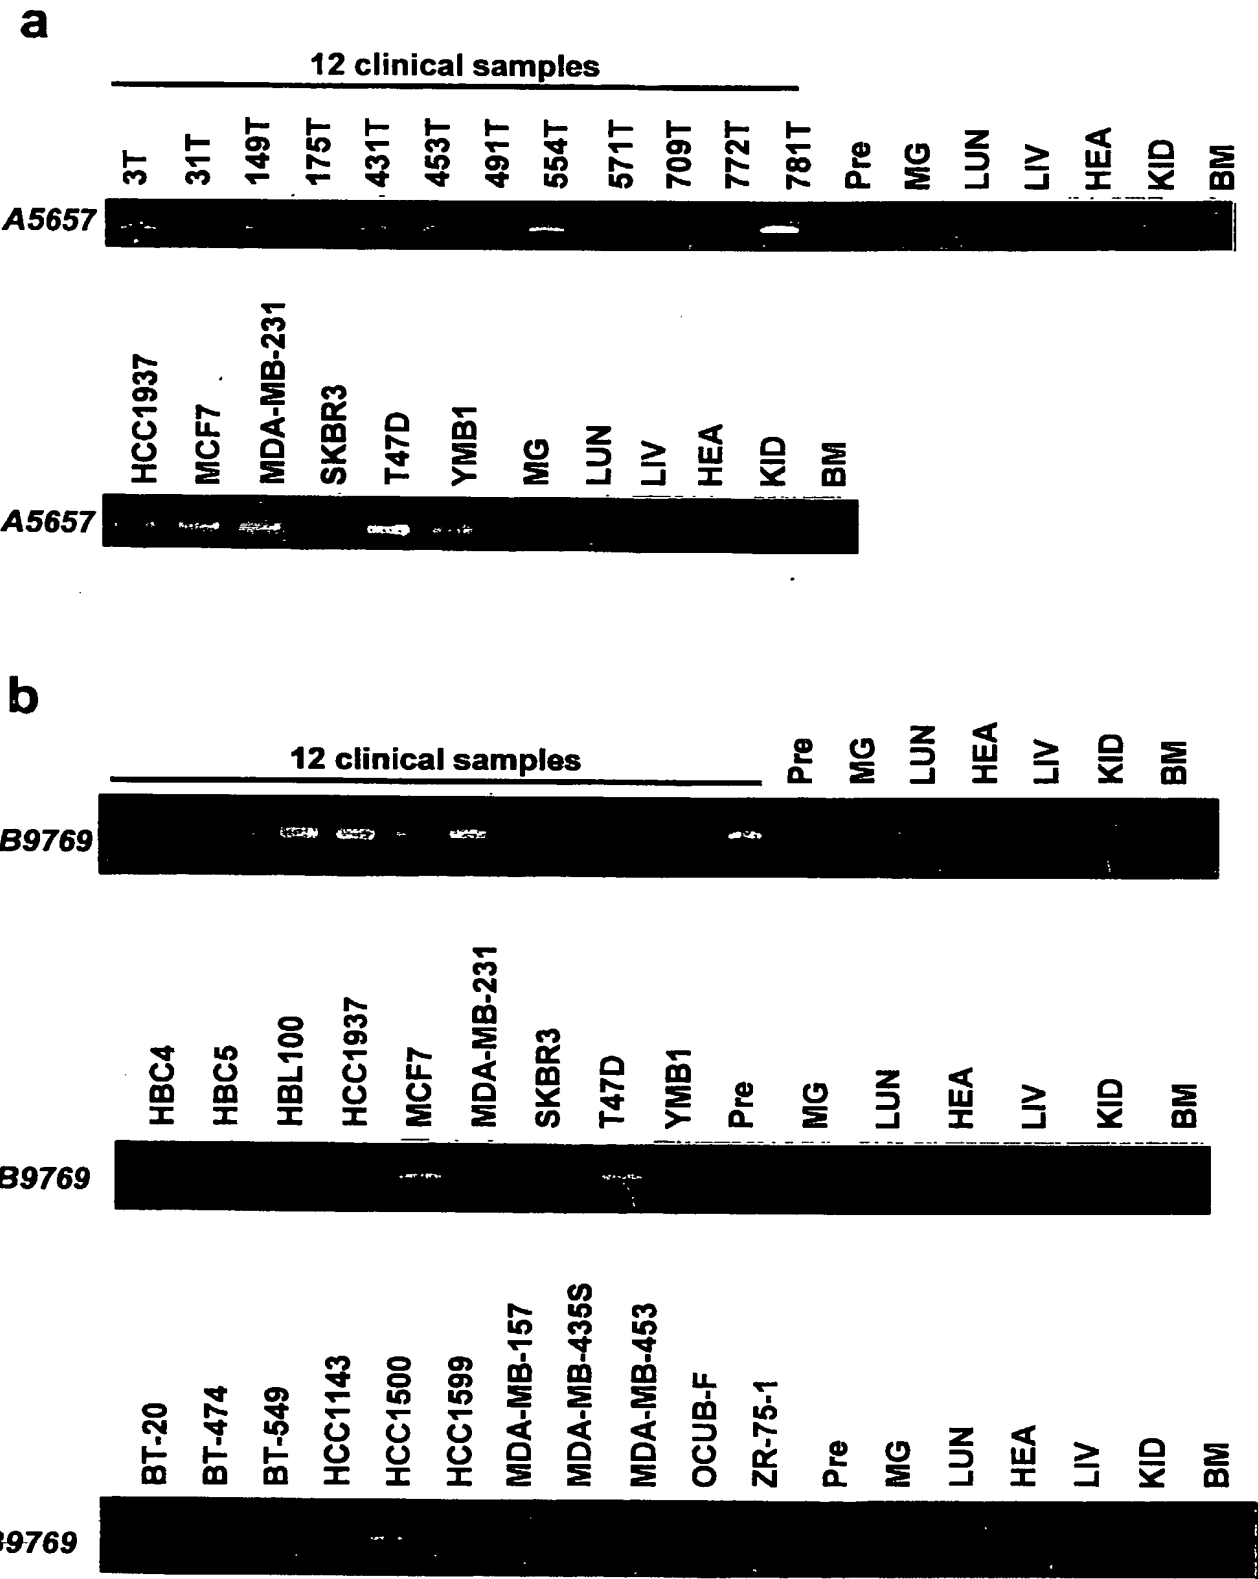 a
12 clinical samples
3T 31T 149T 175T 431T 453T 491T 554T 571T 709T 772T 781T Pre MG LUN LIV HEA KID BM
A5657
HCC1937 MCF7 MDA-MB-231 SKBR3 T47D YMB1 MG LUN LIV HEA KID BM
A5657
b
12 clinical samples
Pre MG LUN HEA LIV KID BM
B9769
HBC4 HBC5 HBL100 HCC1937 MCF7 MDA-MB-231 SKBR3 T47D YMB1 Pre MG LUN HEA LIV KID BM
B9769
BT-20 BT-474 BT-549 HCC1143 HCC1500 HCC1599 MDA-MB-157 MDA-MB-435S MDA-MB-453 OCUB-F ZR-75-1 Pre MG LUN HEA LIV KID BM
B9769